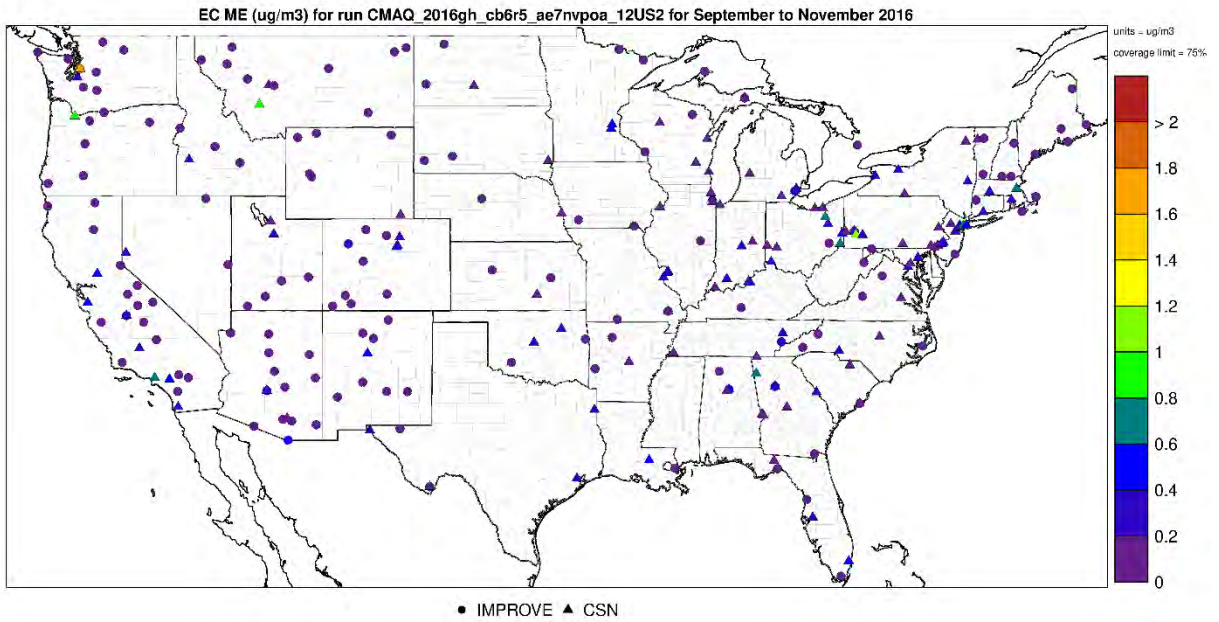 EC ME (ug/m3) for run CMAQ_2016gh_cb6r5_ae7nvpoa_12US2 for September to November 2016
units = ug/m3
coverage limit = 75%
> 2
1.8
1.6
1.4
1.2
1
0.8
0.6
0.4
0.2
0
● IMPROVE ▲ CSN